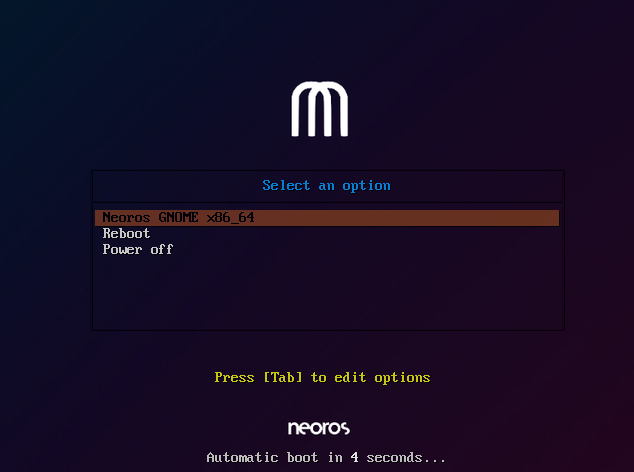 Select an option
Neoros GNOME x86_64
Reboot
Power off
Press [Tab] to edit options
neoros
Automatic boot in 4 seconds...